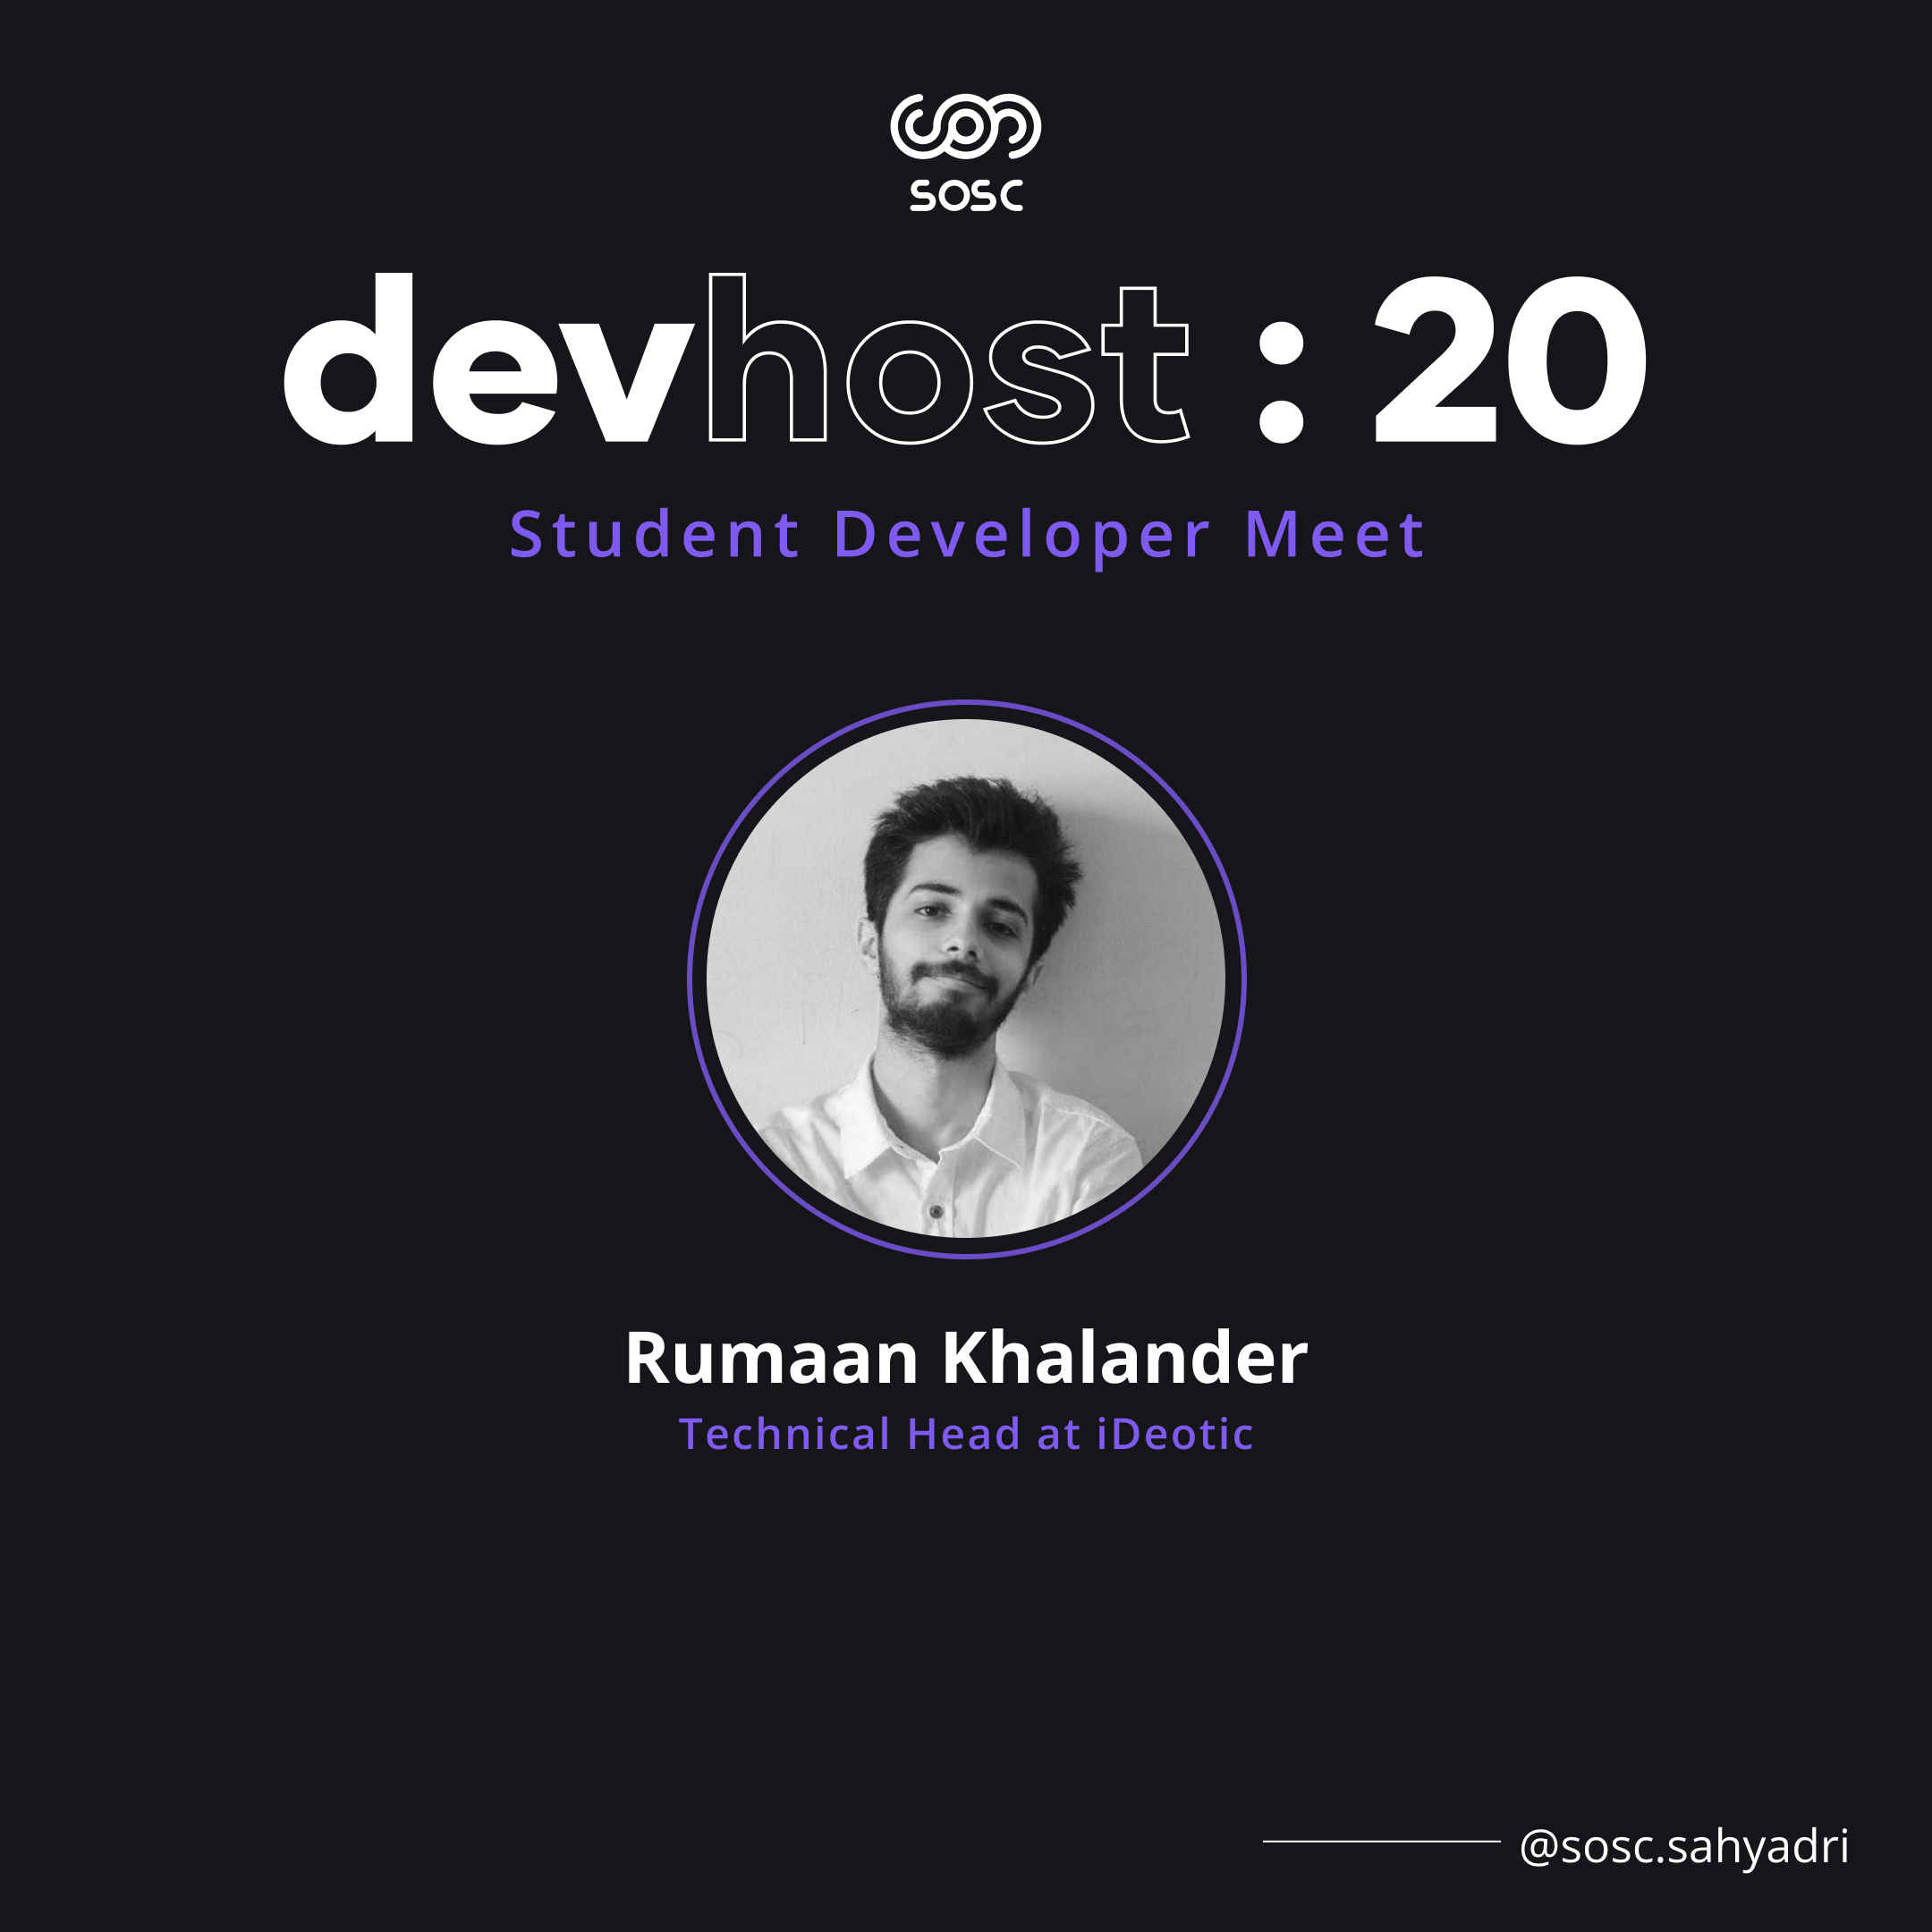 sosc
devhost : 20
Student Developer Meet
Rumaan Khalander
Technical Head at iDeotic
@sosc.sahyadri